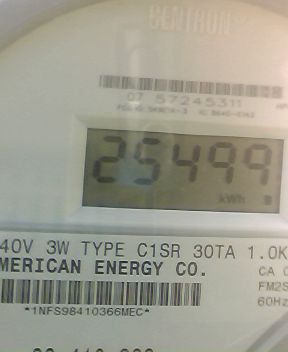 CENTRON
07 57245311
25499
kWh
40V 3W TYPE C1SR 30TA 1.0K
MERICAN ENERGY CO.
CA 0
FM2S
60Hz
*1NFS98410366MEC*